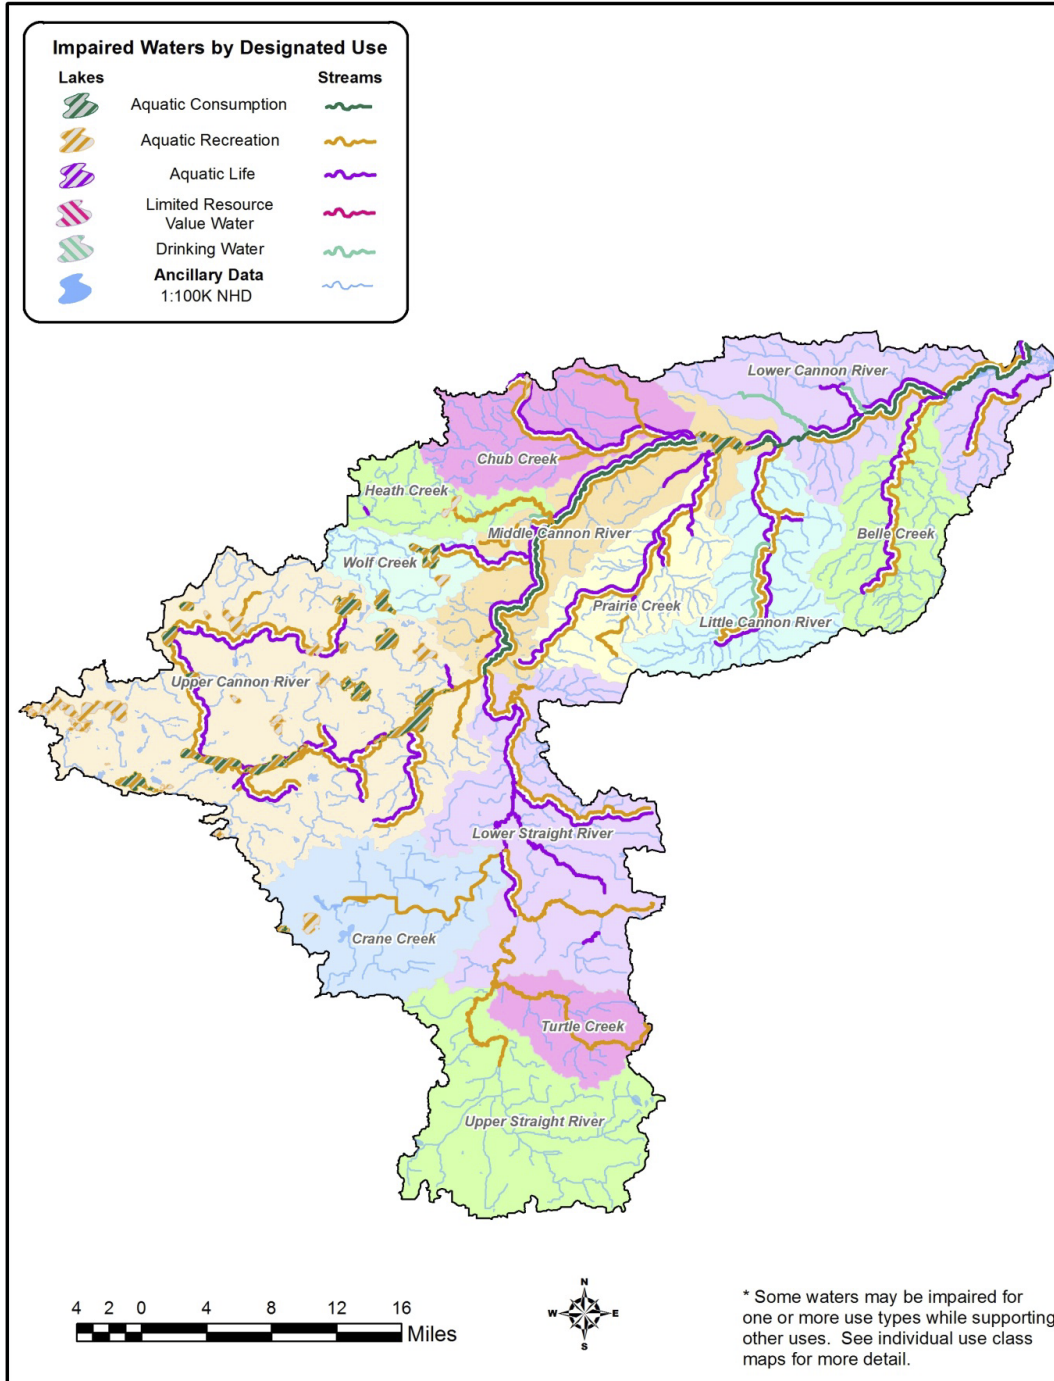 Impaired Waters by Designated Use
Lakes
Streams
Aquatic Consumption
Aquatic Recreation
Aquatic Life
Limited Resource
Value Water
Drinking Water
Ancillary Data
1:100K NHD
Lower Cannon River
Chub Creek
Heath Creek
Middle Cannon River
Belle Creek
Wolf Creek
Prairie Creek
Little Cannon River
Upper Cannon River
Lower Straight River
Crane Creek
Turtle Creek
Upper Straight River
4 2 0 4 8 12 16
Miles
N
W E
S
* Some waters may be impaired for
one or more use types while supporting
other uses. See individual use class
maps for more detail.